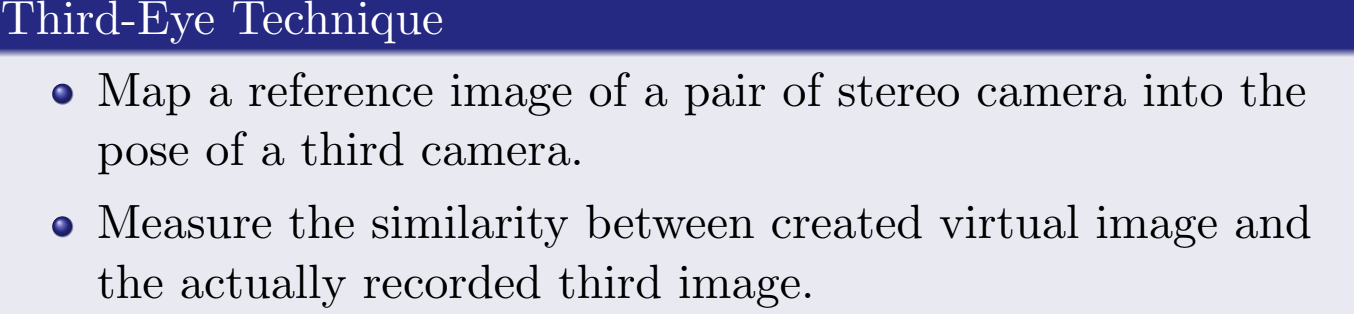 Third-Eye Technique
Map a reference image of a pair of stereo camera into the
pose of a third camera.
Measure the similarity between created virtual image and
the actually recorded third image.